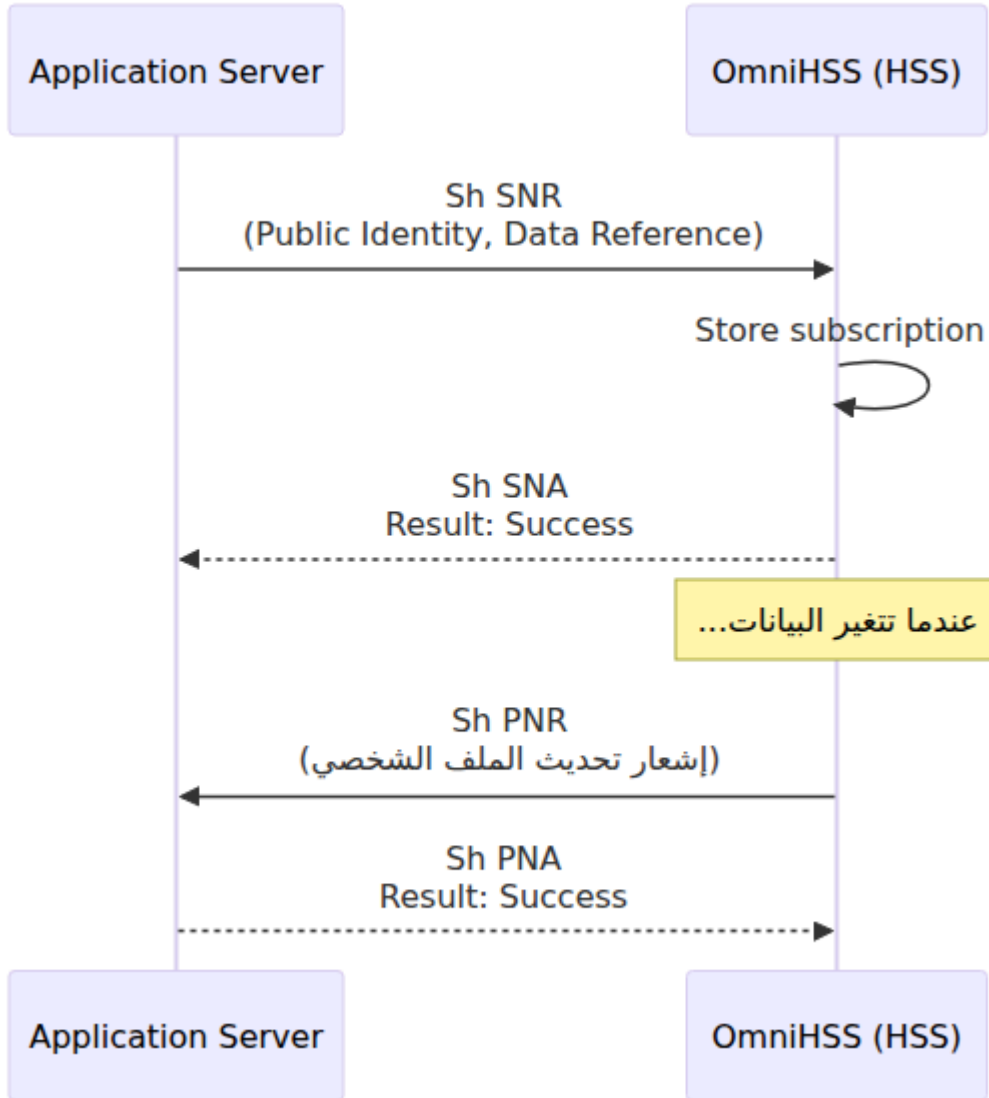 Application Server
OmniHSS (HSS)
Sh SNR
(Public Identity, Data Reference)
Store subscription
Sh SNA
Result: Success
عندما تتغير البيانات...
Sh PNR
(إشعار تحديث الملف الشخصي)
Sh PNA
Result: Success
Application Server
OmniHSS (HSS)